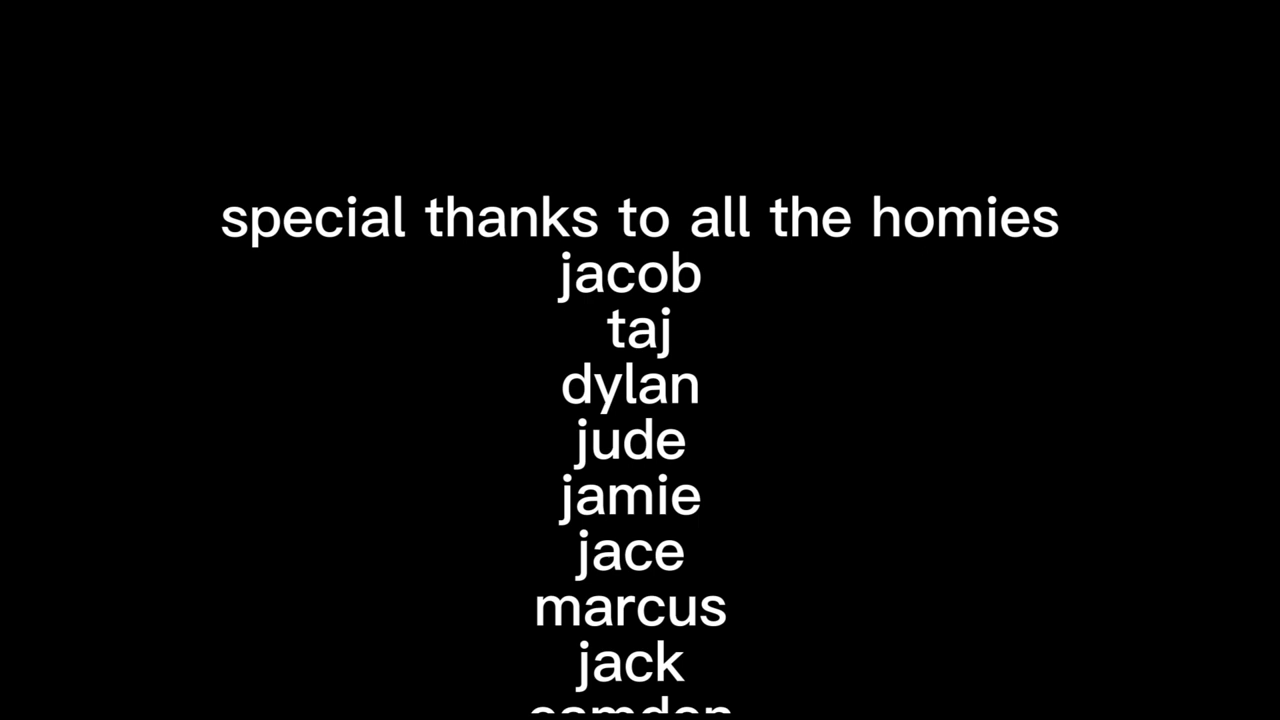 special thanks to all the homies
jacob
taj
dylan
jude
jamie
jace
marcus
jack